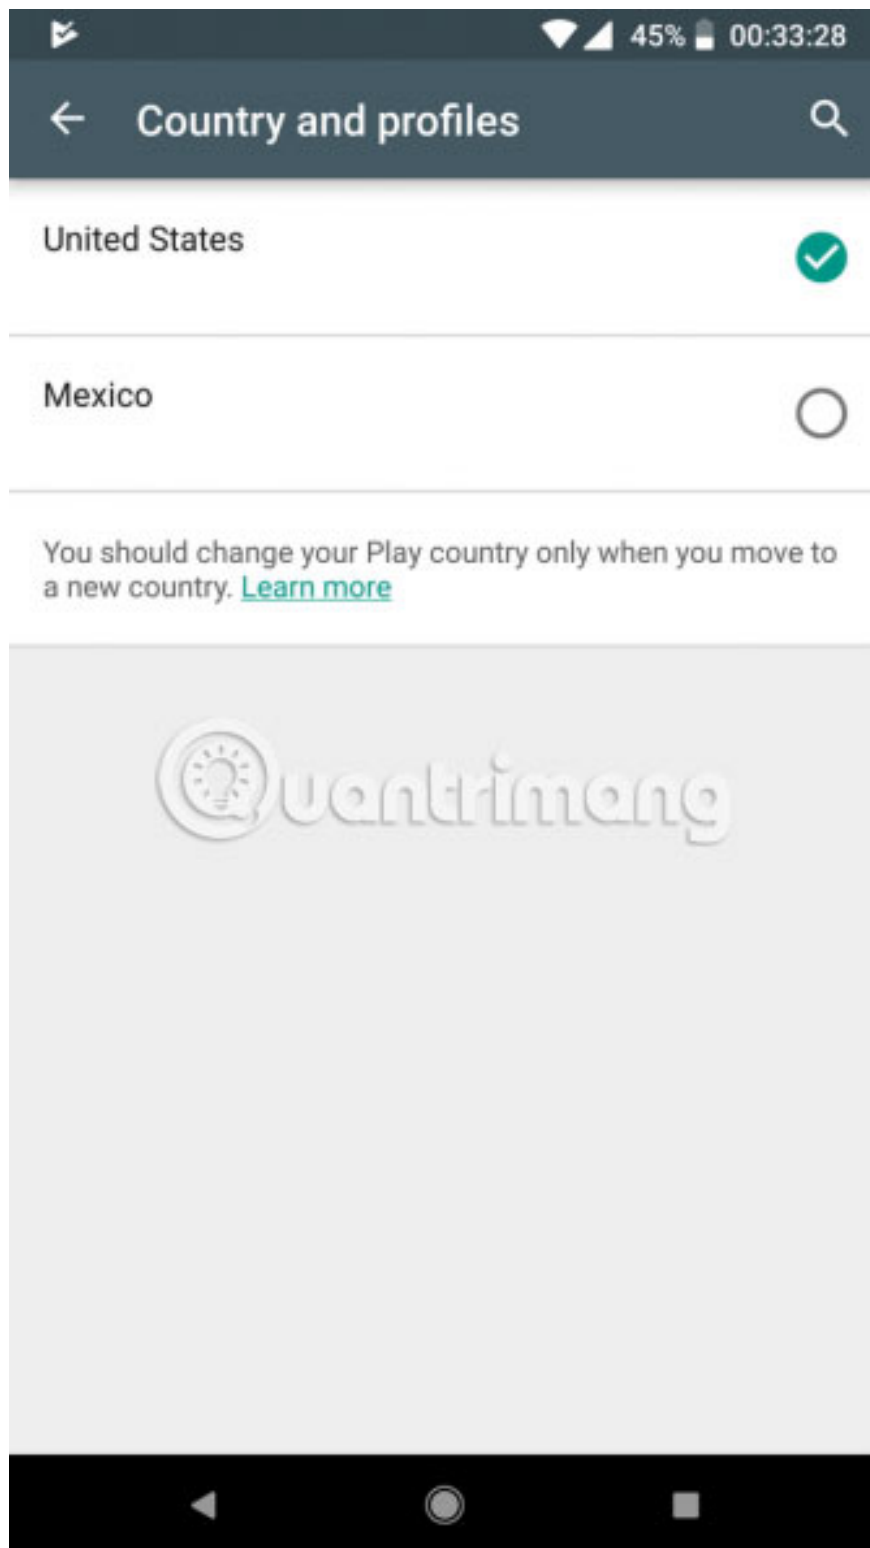 45% 00:33:28
Country and profiles
United States
Mexico
You should change your Play country only when you move to
a new country. Learn more
Quantrimang